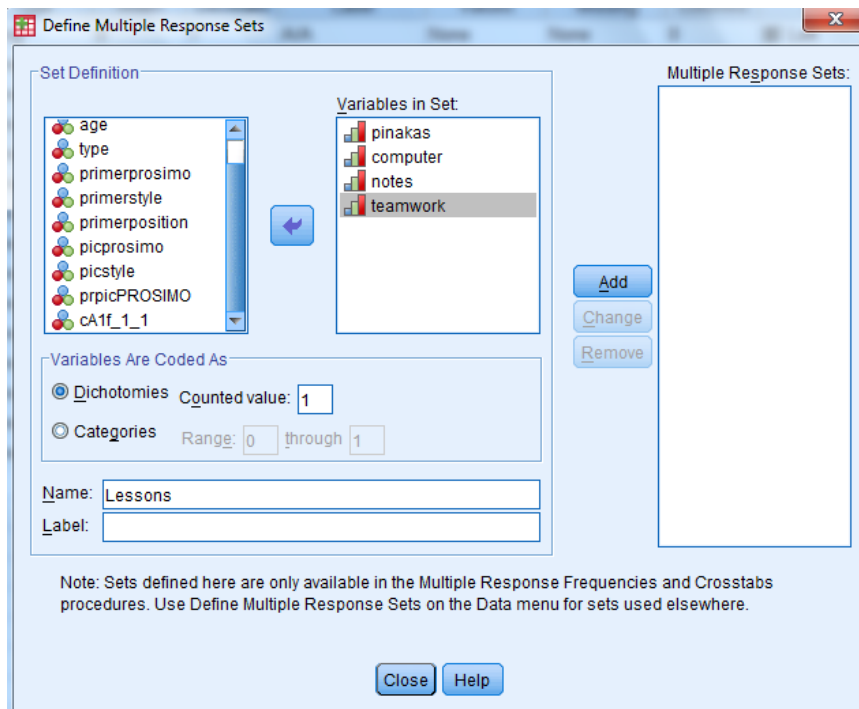 Define Multiple Response Sets
Set Definition
Variables in Set:
Multiple Response Sets:
age
type
primerprosimo
primerstyle
primerposition
picprosimo
picstyle
prpicPROSIMO
cA1f_1_1
pinakas
computer
notes
teamwork
Add
Change
Remove
Variables Are Coded As
Dichotomies Counted value: 1
Categories Range: 0 through 1
Name: Lessons
Label:
Note: Sets defined here are only available in the Multiple Response Frequencies and Crosstabs
procedures. Use Define Multiple Response Sets on the Data menu for sets used elsewhere.
Close Help